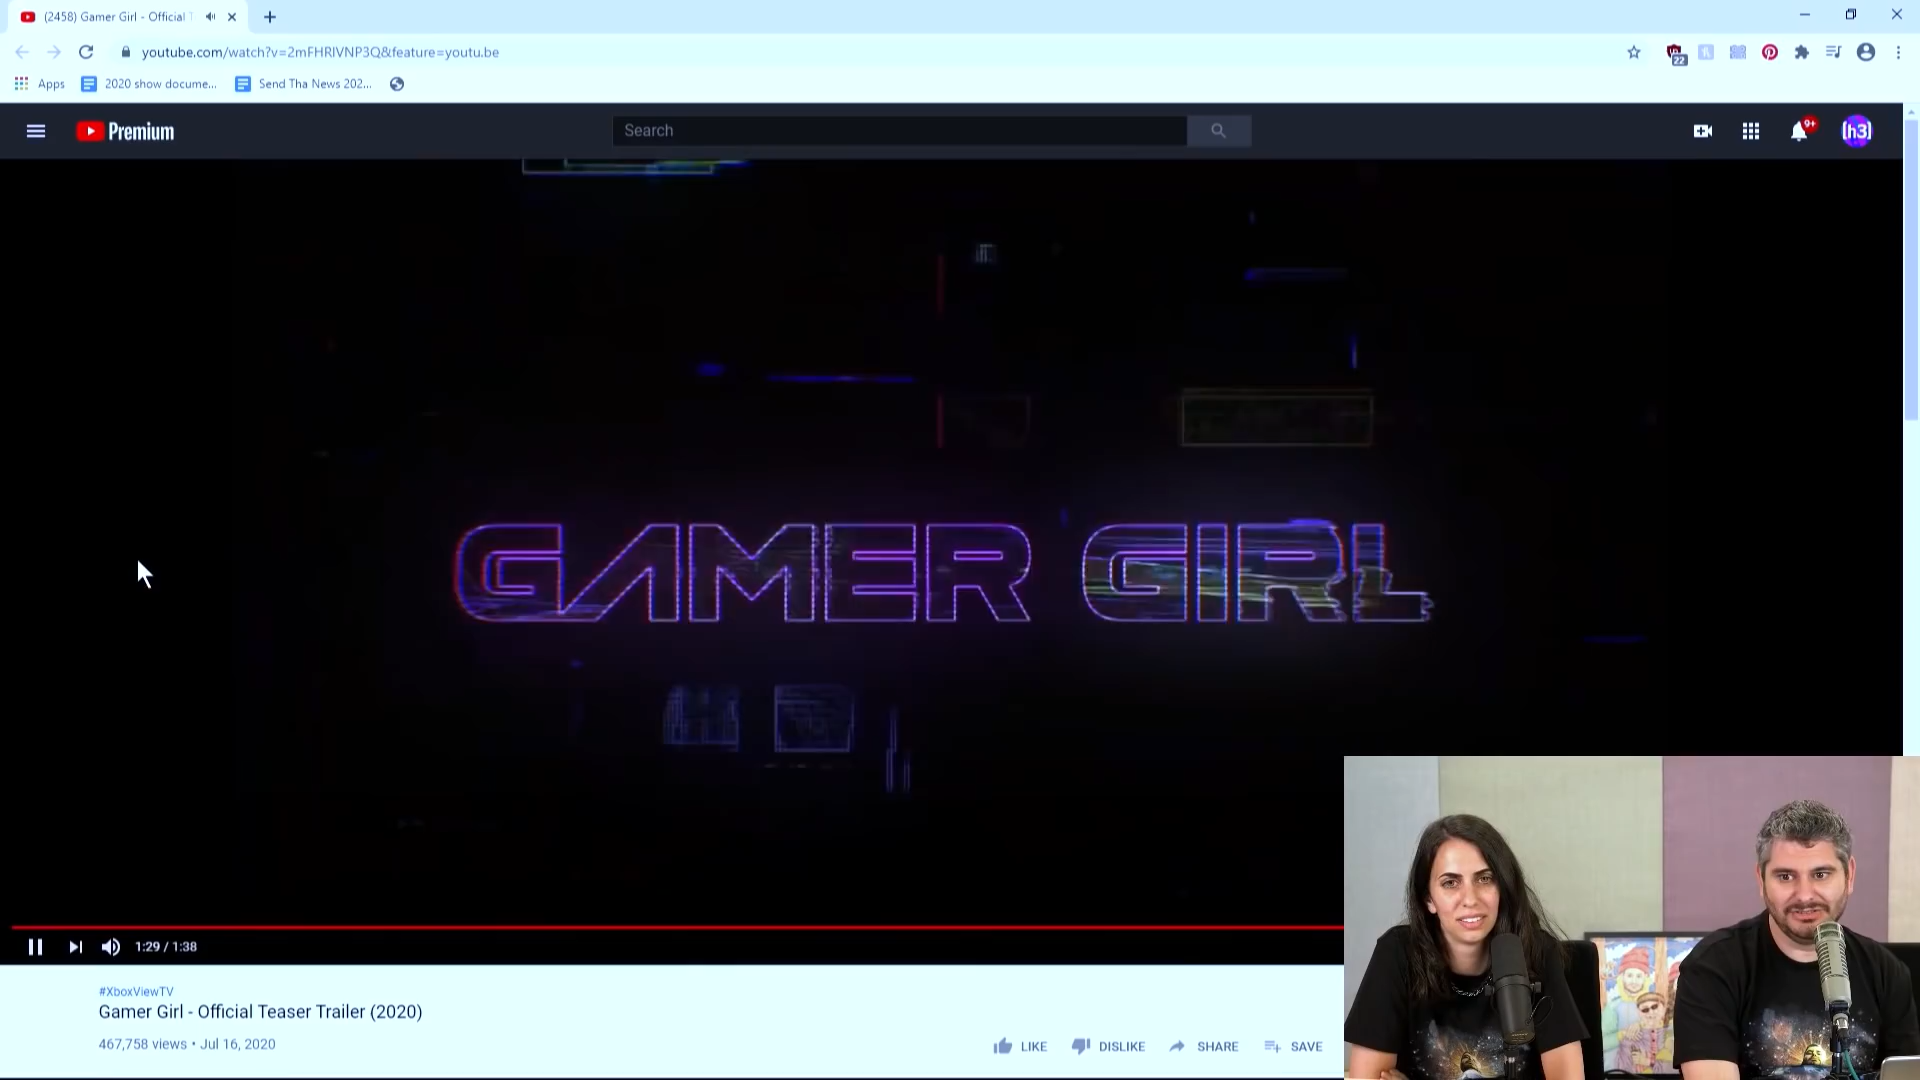 (2458) Gamer Girl - Official T
youtube.com/watch?v=2mFHRIVNP3Q&feature=youtu.be
22
Apps
2020 show docume...
Send Tha News 202...
Premium
Search
9+
[h3]
GAMER GIRL
1:29 / 1:38
#XboxViewTV
Gamer Girl - Official Teaser Trailer (2020)
467,758 views • Jul 16, 2020
LIKE
DISLIKE
SHARE
SAVE